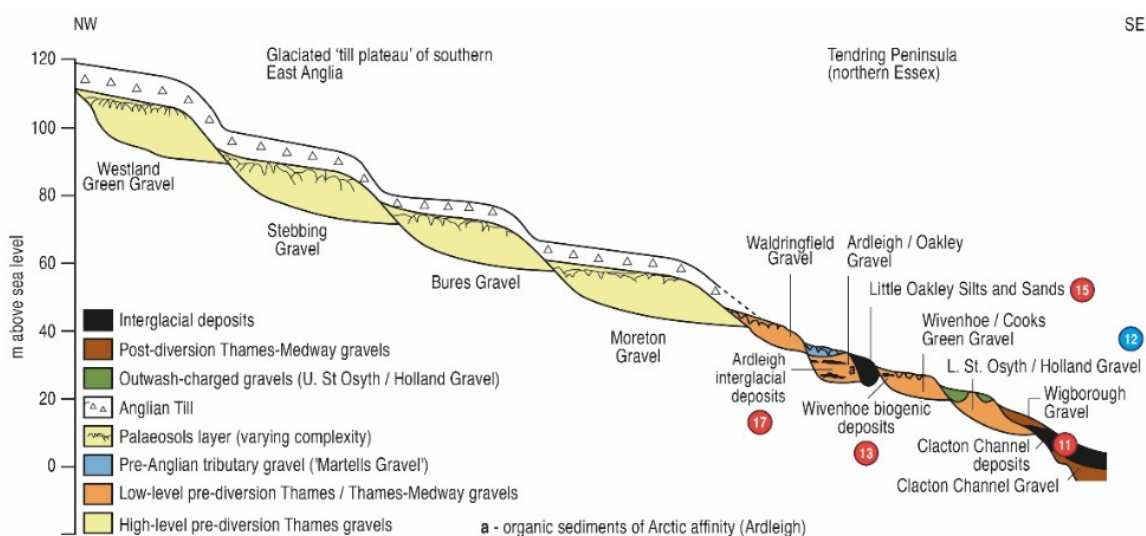 NW
SE
Glaciated 'till plateau' of southern
East Anglia
Tendring Peninsula
(northern Essex)
120
100
80
60
40
20
0
m above sea level
Westland
Green Gravel
Stebbing
Gravel
Bures Gravel
Moreton
Gravel
Waldringfield
Gravel
Ardleigh / Oakley
Gravel
Little Oakley Silts and Sands
15
Wivenhoe / Cooks
Green Gravel
12
L. St. Osyth / Holland Gravel
Ardleigh
interglacial
deposits
17
a
Wivenhoe biogenic
deposits
13
Wigborough
Gravel
Clacton Channel
deposits
11
Clacton Channel Gravel
Interglacial deposits
Post-diversion Thames-Medway gravels
Outwash-charged gravels (U. St Osyth / Holland Gravel)
Anglian Till
Palaeosols layer (varying complexity)
Pre-Anglian tributary gravel ('Martells Gravel')
Low-level pre-diversion Thames / Thames-Medway gravels
High-level pre-diversion Thames gravels
a - organic sediments of Arctic affinity (Ardleigh)